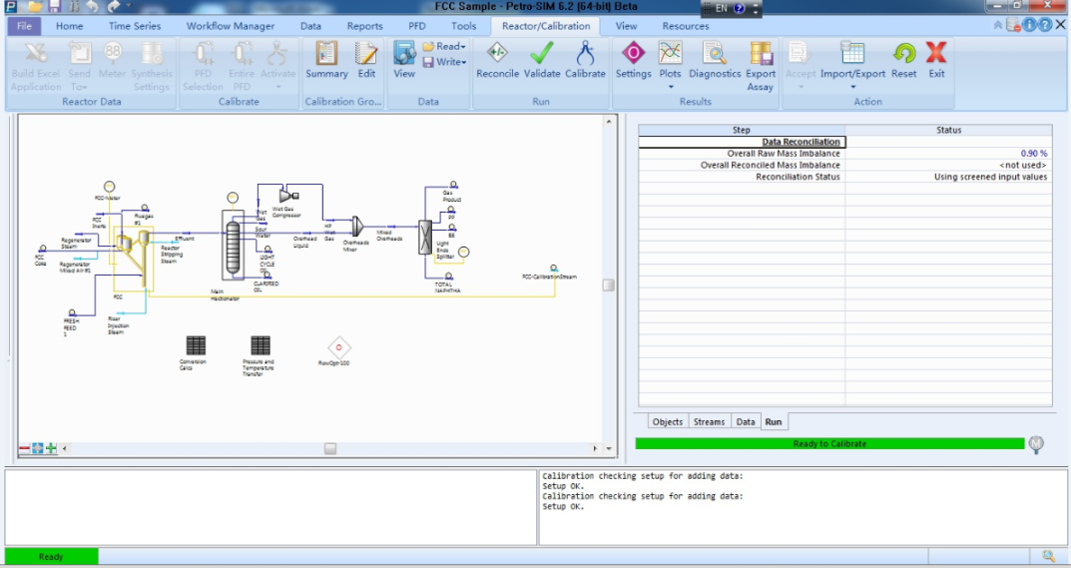 FCC Sample - Petro-SIM 6.2 [64-bit] Beta
EN
File Home Time Series Workflow Manager Data Reports PFD Tools Reactor/Calibration View Resources
Build Excel Application
Send To
Meter
Synthesis Settings
Reactor Data
PFD Selection
Entire PFD
Activate
Calibrate
Summary
Edit
Calibration Gro...
View
Read
Write
Data
Reconcile
Validate
Calibrate
Run
Settings
Plots
Diagnostics
Export Assay
Results
Accept
Import/Export
Reset
Exit
Action
FCC-Meter
FCC
Inerts
Fluegas
#1
Regenerator
Steam
FCC
Coke
Regenerator
Mixed Air #1
FCC
FRESH
FEED
1
Riser
Injection
Steam
Reactor
Stripping
Steam
Effluent
Main
Wet
Gas
Sour
Water
LIGHT
CYCLE
OIL
CLARIFIED
OIL
Wet Gas
Compressor
Overhead
Liquid
HP
Wet
Gas
Overheads
Mixer
Mixed
Overheads
Gas
Product
PP
BB
Light
Ends
Splitter
TOTAL
NAPHTHA
FCC-CalibrationStream
Conversion
Calcs
Pressure and
Temperature
Transfer
Step Status
Data Reconciliation
Overall Raw Mass Imbalance 0.90 %
Overall Reconciled Mass Imbalance <not used>
Reconciliation Status Using screened input values
Objects Streams Data Run
Ready to Calibrate
Calibration checking setup for adding data:
Setup OK.
Calibration checking setup for adding data:
Setup OK.
Ready